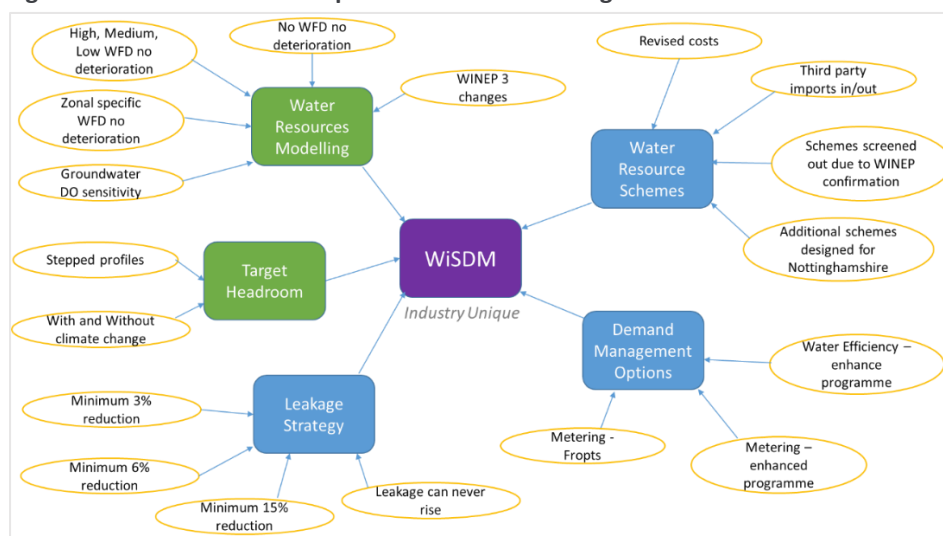 High, Medium,
Low WFD no
deterioration
No WFD no
deterioration
WINEP 3
changes
Zonal specific
WFD no
deterioration
Groundwater
DO sensitivity
Water
Resources
Modelling
Revised costs
Third party
imports in/out
Schemes screened
out due to WINEP
confirmation
Additional schemes
designed for
Nottinghamshire
Water
Resource
Schemes
Stepped profiles
With and Without
climate change
Target
Headroom
WiSDM
Industry Unique
Demand
Management
Options
Water Efficiency –
enhance
programme
Metering –
enhanced
programme
Metering -
Fropts
Leakage
Strategy
Minimum 3%
reduction
Minimum 6%
reduction
Minimum 15%
reduction
Leakage can never
rise